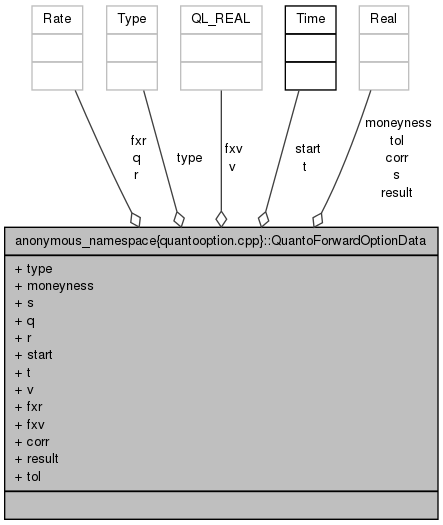 Rate
Type
QL_REAL
Time
Real
fxr
q
r
type
fxv
v
start
t
moneyness
tol
corr
s
result
anonymous_namespace{quantooption.cpp}::QuantoForwardOptionData
+ type
+ moneyness
+ s
+ q
+ r
+ start
+ t
+ v
+ fxr
+ fxv
+ corr
+ result
+ tol